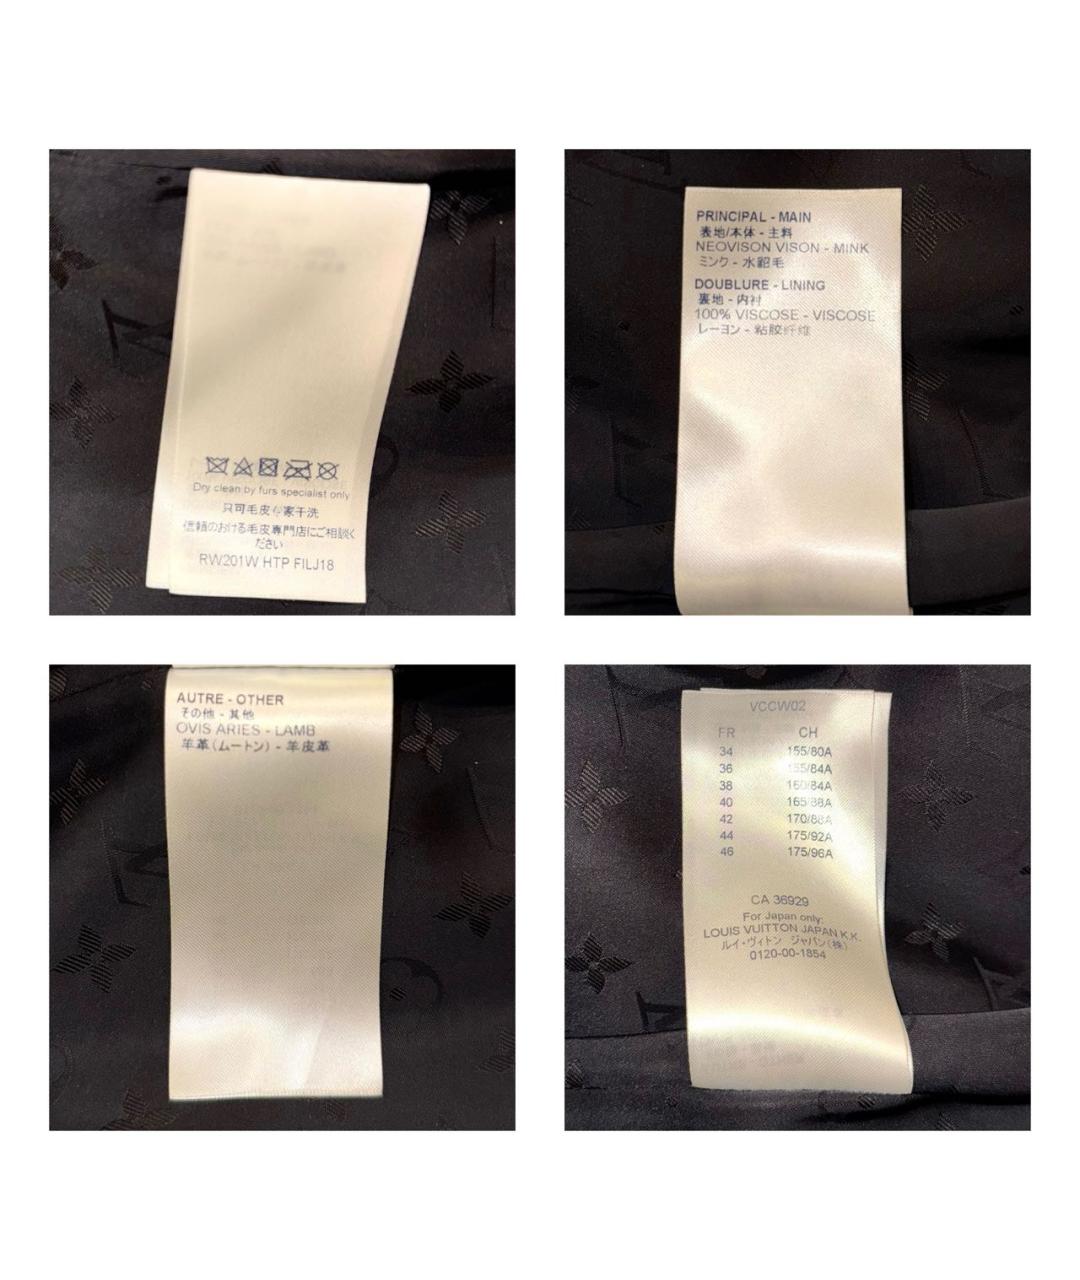 Dry clean by furs specialist only
只可毛皮专家干洗
信頼のおける毛皮専門店にご相談く
ださい
RW201W HTP FILJ18
PRINCIPAL - MAIN
表地/本体 - 主料
NEOVISON VISON - MINK
ミンク - 水貂毛
DOUBLURE - LINING
裏地 - 内衬
100% VISCOSE - VISCOSE
レーヨン - 粘胶纤维
AUTRE - OTHER
その他 - 其他
OVIS ARIES - LAMB
羊革(ムートン) - 羊皮革
VCCW02
FR CH
34 155/80A
36 155/84A
38 160/84A
40 165/88A
42 170/88A
44 175/92A
46 175/96A
CA 36929
For Japan only:
LOUIS VUITTON JAPAN K.K.
ルイ・ヴィトン ジャパン(株)
0120-00-1854